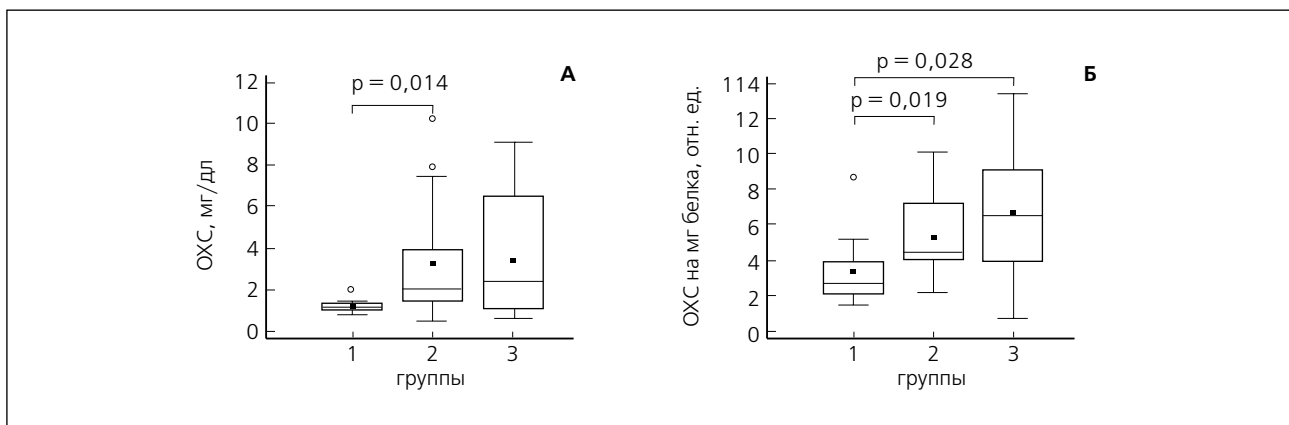 А
p = 0,014
ОХС, мг/дл
12
10
8
6
4
2
0
1 2 3
группы
Б
p = 0,028
p = 0,019
ОХС на мг белка, отн. ед.
114
12
10
8
6
4
2
0
1 2 3
группы